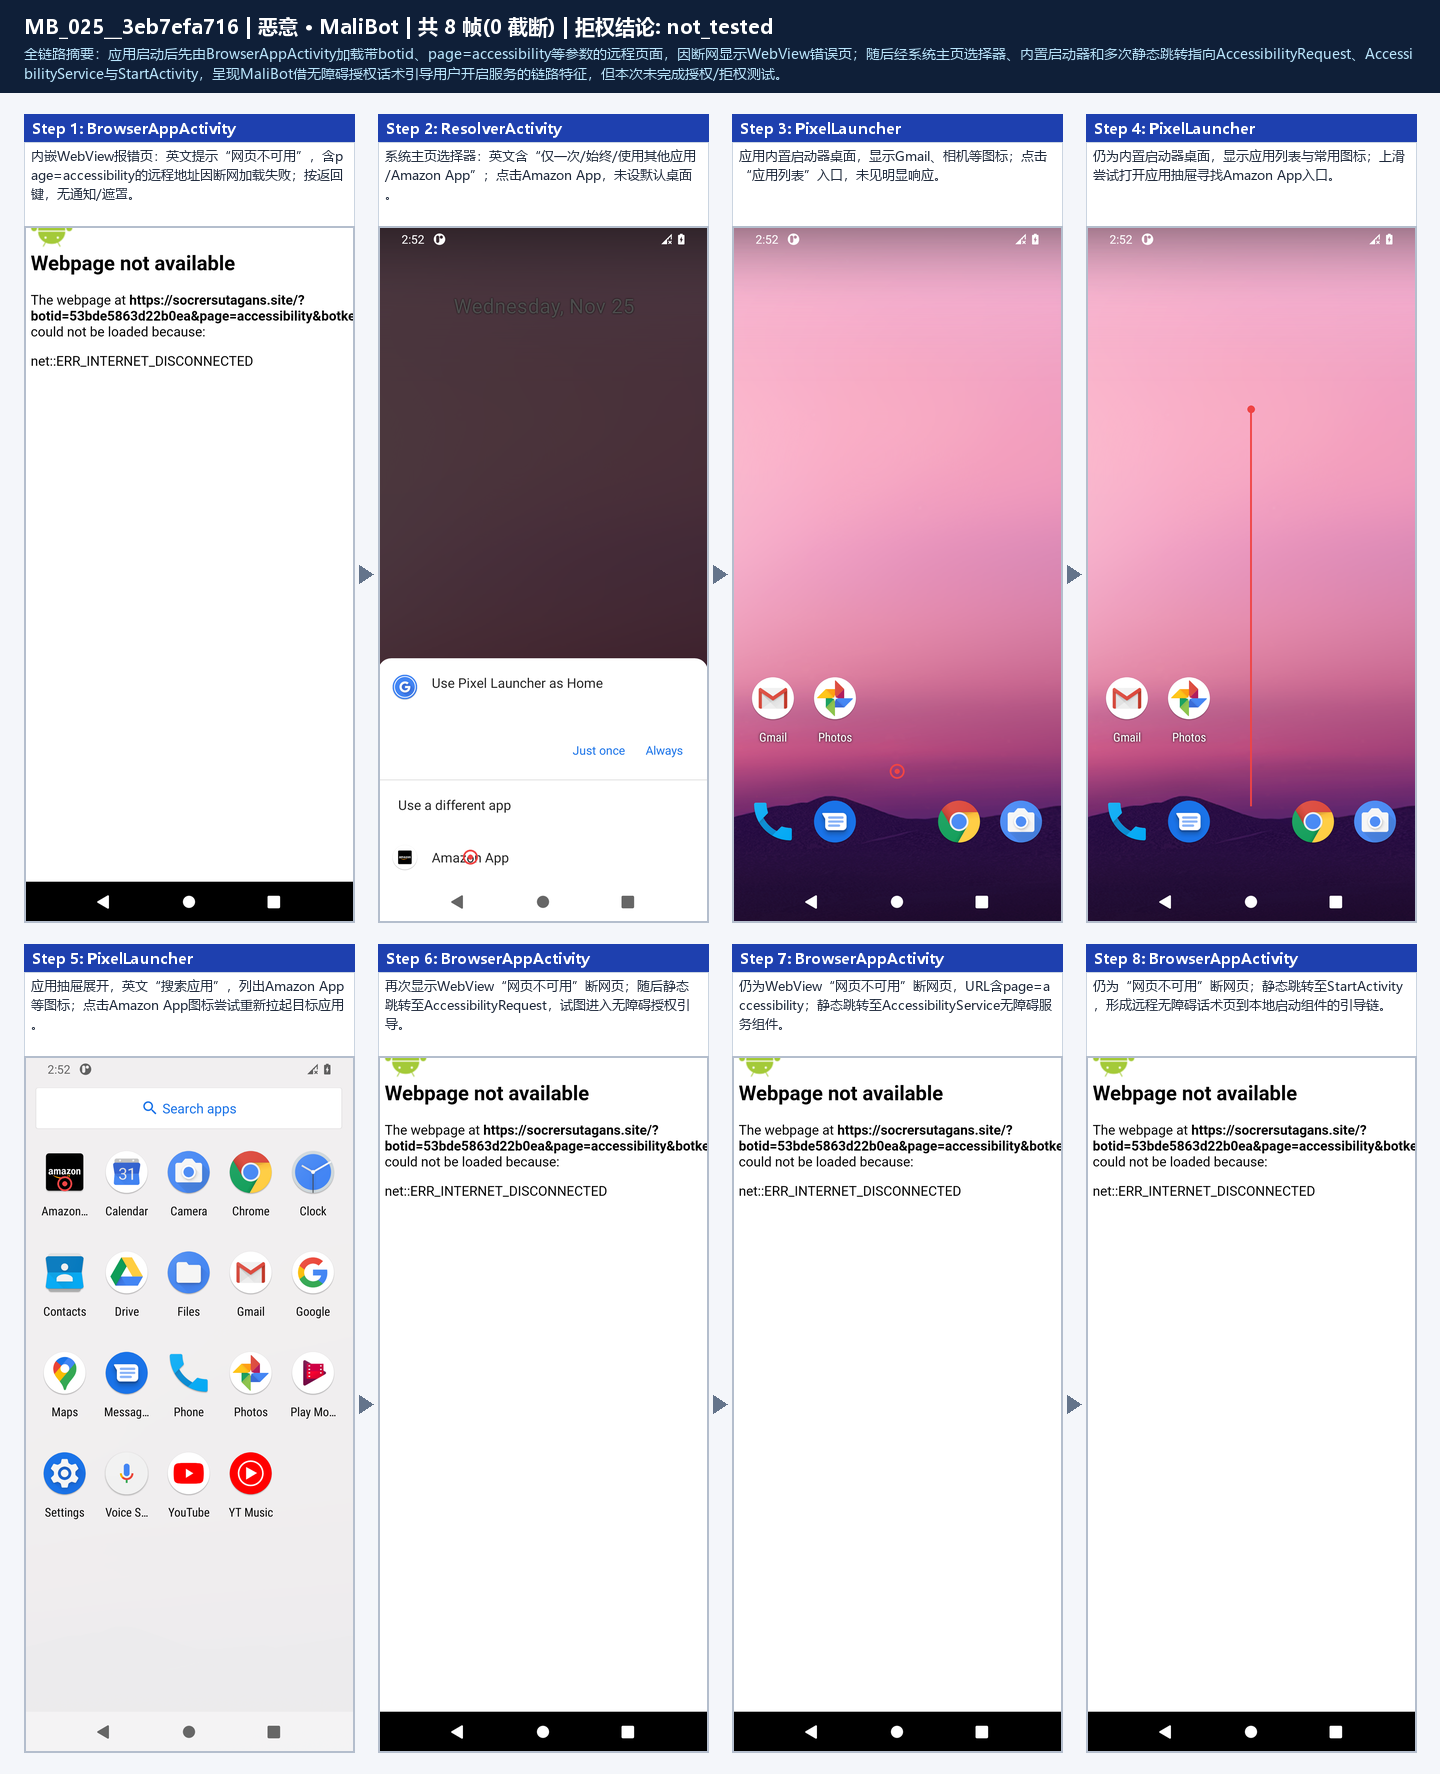 MB_025__3eb7efa716 | 恶意 • MaliBot | 共 8 帧(0 截断) | 拒权结论: not_tested
全链路摘要：应用启动后先由BrowserAppActivity加载带botid、page=accessibility等参数的远程页面，因断网显示WebView错误页；随后经系统主页选择器、内置启动器和多次静态跳转指向AccessibilityRequest、Accessi
bilityService与StartActivity，呈现MaliBot借无障碍授权话术引导用户开启服务的链路特征，但本次未完成授权/拒权测试。
Step 1: BrowserAppActivity
内嵌WebView报错页：英文提示“网页不可用”，含p
age=accessibility的远程地址因断网加载失败；按返回
键，无通知/遮罩。
Webpage not available
The webpage at https://socrersutagans.site/?
botid=53bde5863d22b0ea&page=accessibility&botke
could not be loaded because:
net::ERR_INTERNET_DISCONNECTED
Step 2: ResolverActivity
系统主页选择器：英文含“仅一次/始终/使用其他应用
/Amazon App”；点击Amazon App，未设默认桌面
。
2:52
Wednesday, Nov 25
Use Pixel Launcher as Home
Just once Always
Use a different app
Amazon App
Step 3: PixelLauncher
应用内置启动器桌面，显示Gmail、相机等图标；点击
“应用列表”入口，未见明显响应。
2:52
Gmail Photos
Step 4: PixelLauncher
仍为内置启动器桌面，显示应用列表与常用图标；上滑
尝试打开应用抽屉寻找Amazon App入口。
2:52
Gmail Photos
Step 5: PixelLauncher
应用抽屉展开，英文“搜索应用”，列出Amazon App
等图标；点击Amazon App图标尝试重新拉起目标应用
。
2:52
Search apps
amazon
31
Amazon... Calendar Camera Chrome Clock
Contacts Drive Files Gmail Google
Maps Messag... Phone Photos Play Mo...
Settings Voice S... YouTube YT Music
Step 6: BrowserAppActivity
再次显示WebView“网页不可用”断网页；随后静态
跳转至AccessibilityRequest，试图进入无障碍授权引
导。
Webpage not available
The webpage at https://socrersutagans.site/?
botid=53bde5863d22b0ea&page=accessibility&botke
could not be loaded because:
net::ERR_INTERNET_DISCONNECTED
Step 7: BrowserAppActivity
仍为WebView“网页不可用”断网页，URL含page=a
ccessibility；静态跳转至AccessibilityService无障碍服
务组件。
Webpage not available
The webpage at https://socrersutagans.site/?
botid=53bde5863d22b0ea&page=accessibility&botke
could not be loaded because:
net::ERR_INTERNET_DISCONNECTED
Step 8: BrowserAppActivity
仍为“网页不可用”断网页；静态跳转至StartActivity
，形成远程无障碍话术页到本地启动组件的引导链。
Webpage not available
The webpage at https://socrersutagans.site/?
botid=53bde5863d22b0ea&page=accessibility&botke
could not be loaded because:
net::ERR_INTERNET_DISCONNECTED